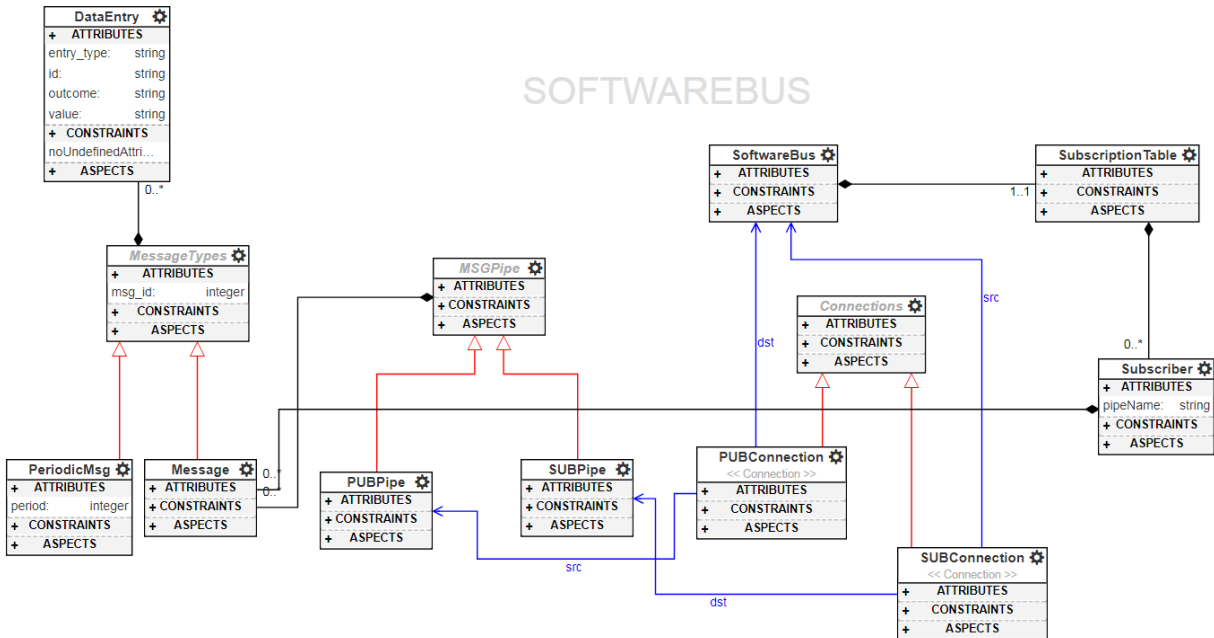 DataEntry
+ ATTRIBUTES
entry_type: string
id: string
outcome: string
value: string
+ CONSTRAINTS
noUndefinedAttri...
+ ASPECTS
0..*
SOFTWAREBUS
SoftwareBus
+ ATTRIBUTES
+ CONSTRAINTS
+ ASPECTS
1..1
SubscriptionTable
+ ATTRIBUTES
+ CONSTRAINTS
+ ASPECTS
MessageTypes
+ ATTRIBUTES
msg_id: integer
+ CONSTRAINTS
+ ASPECTS
MSGPipe
+ ATTRIBUTES
+ CONSTRAINTS
+ ASPECTS
Connections
+ ATTRIBUTES
+ CONSTRAINTS
+ ASPECTS
src
dst
0..*
Subscriber
+ ATTRIBUTES
pipeName: string
+ CONSTRAINTS
+ ASPECTS
PeriodicMsg
+ ATTRIBUTES
period: integer
+ CONSTRAINTS
+ ASPECTS
Message
+ ATTRIBUTES
+ CONSTRAINTS
+ ASPECTS
0..*
0..*
PUBPipe
+ ATTRIBUTES
+ CONSTRAINTS
+ ASPECTS
SUBPipe
+ ATTRIBUTES
+ CONSTRAINTS
+ ASPECTS
PUBConnection
<< Connection >>
+ ATTRIBUTES
+ CONSTRAINTS
+ ASPECTS
src
dst
SUBConnection
<< Connection >>
+ ATTRIBUTES
+ CONSTRAINTS
+ ASPECTS